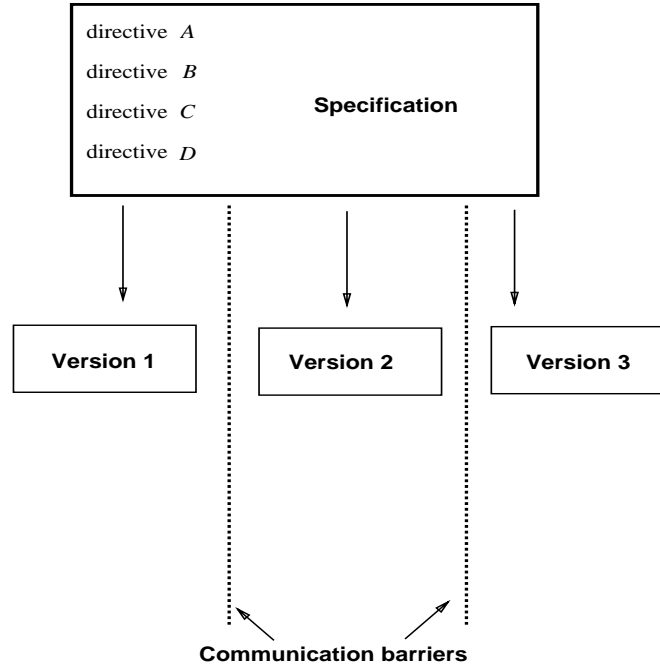 directive A
directive B
directive C
directive D
Specification
Version 1
Version 2
Version 3
Communication barriers